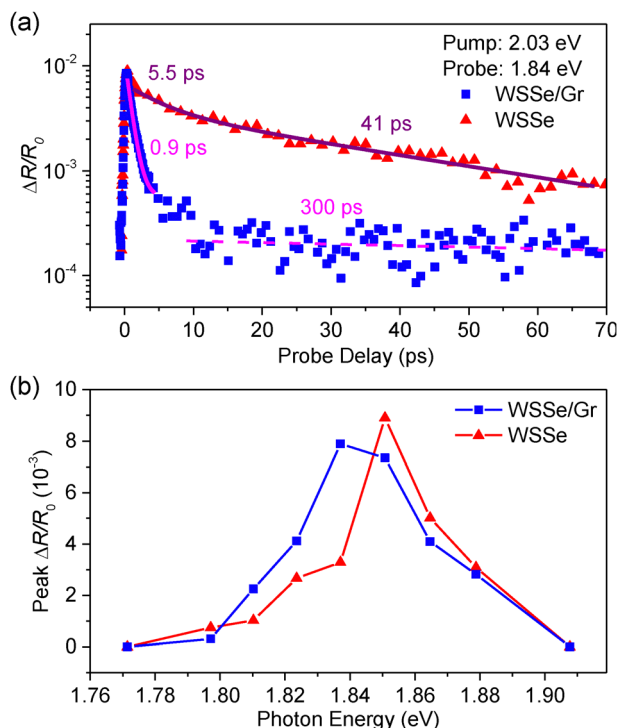 (a)
Pump: 2.03 eV
Probe: 1.84 eV
WSSe/Gr
WSSe
5.5 ps
41 ps
0.9 ps
300 ps
10⁻²
10⁻³
10⁻⁴
ΔR/R₀
0 10 20 30 40 50 60 70
Probe Delay (ps)
(b)
WSSe/Gr
WSSe
10
8
6
4
2
0
Peak ΔR/R₀ (10⁻³)
1.76 1.78 1.80 1.82 1.84 1.86 1.88 1.90
Photon Energy (eV)